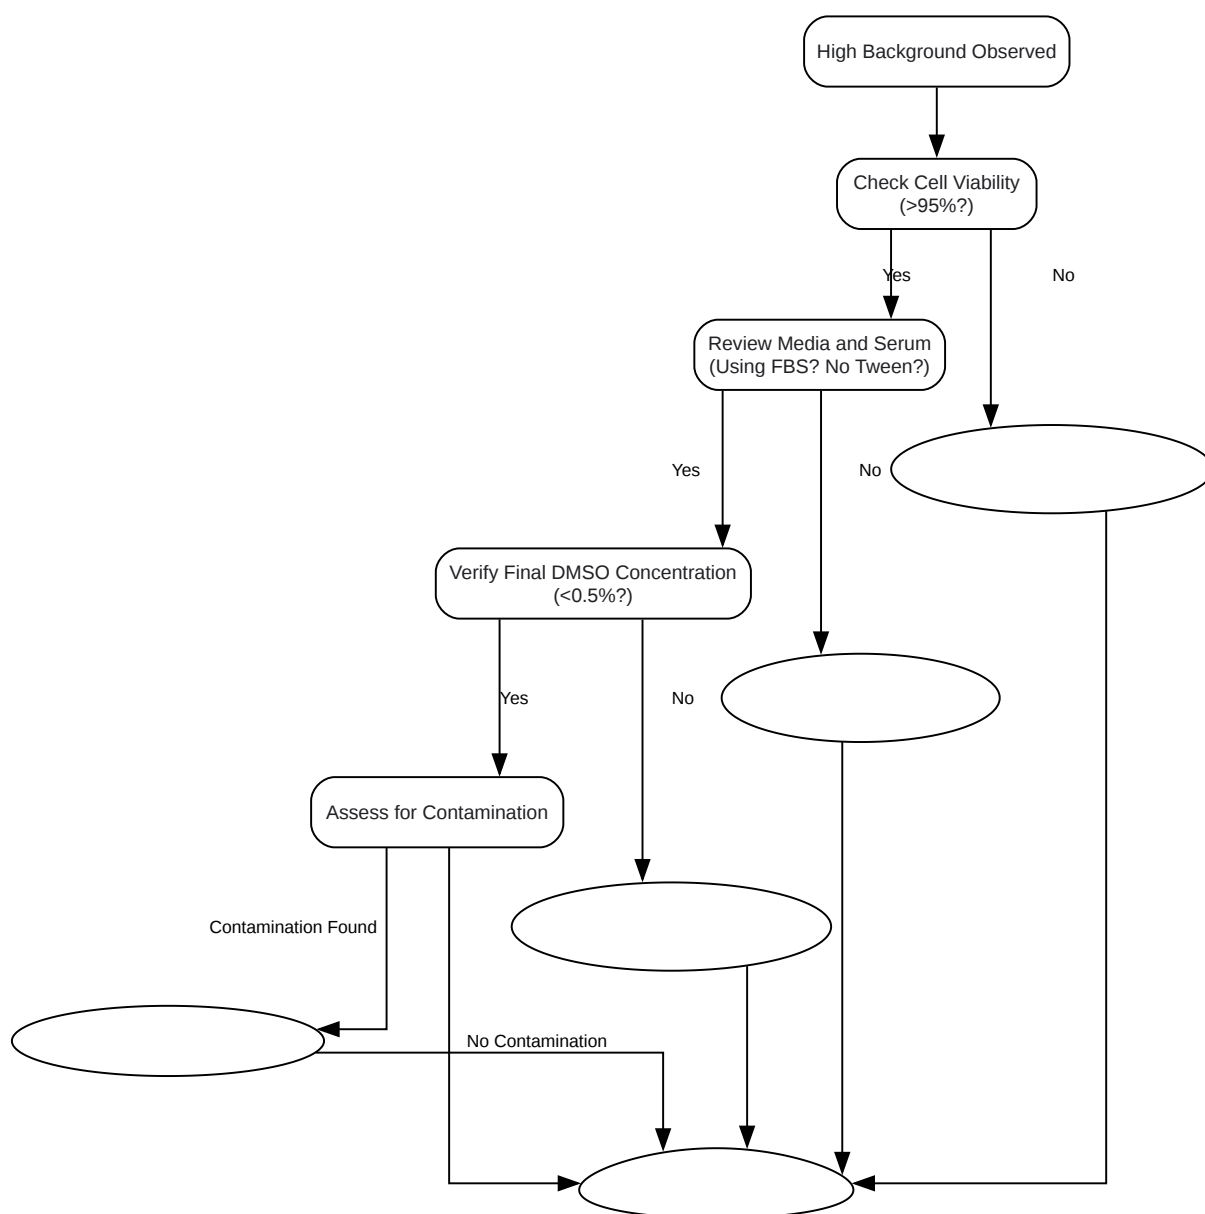 High Background Observed
Check Cell Viability
(>95%?)
Yes
No
Review Media and Serum
(Using FBS? No Tween?)
Yes
No
Verify Final DMSO Concentration
(<0.5%?)
Yes
No
Assess for Contamination
Contamination Found
No Contamination